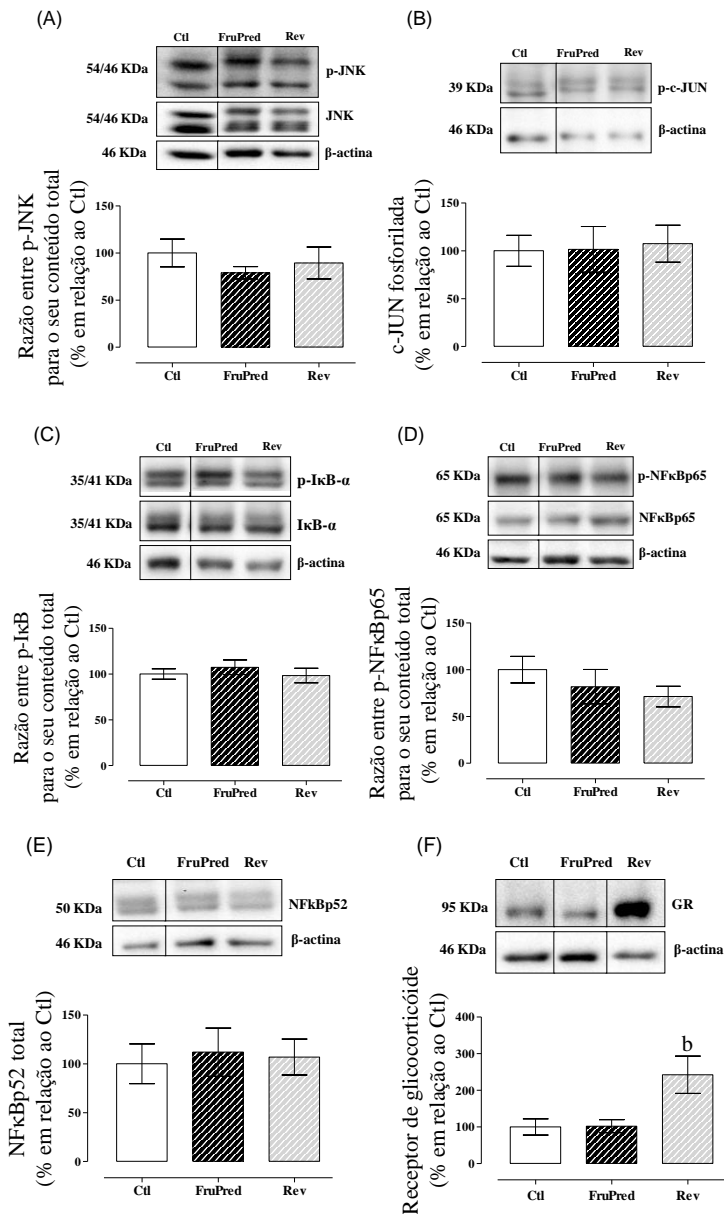 (A)
Ctl FruPred Rev
54/46 KDa p-JNK
54/46 KDa JNK
46 KDa β-actina
Razão entre p-JNK
para o seu conteúdo total
(% em relação ao Ctl)
150
100
50
0
Ctl FruPred Rev
(B)
Ctl FruPred Rev
39 KDa p-c-JUN
46 KDa β-actina
c-JUN fosforilada
(% em relação ao Ctl)
150
100
50
0
Ctl FruPred Rev
(C)
Ctl FruPred Rev
35/41 KDa p-IκB-α
35/41 KDa IκB-α
46 KDa β-actina
Razão entre p-IκB
para o seu conteúdo total
(% em relação ao Ctl)
150
100
50
0
Ctl FruPred Rev
(D)
Ctl FruPred Rev
65 KDa p-NFκBp65
65 KDa NFκBp65
46 KDa β-actina
Razão entre p-NFκBp65
para o seu conteúdo total
(% em relação ao Ctl)
150
100
50
0
Ctl FruPred Rev
(E)
Ctl FruPred Rev
50 KDa NFkBp52
46 KDa β-actina
NFκBp52 total
(% em relação ao Ctl)
150
100
50
0
Ctl FruPred Rev
(F)
Ctl FruPred Rev
95 KDa GR
46 KDa β-actina
Receptor de glicocorticóide
(% em relação ao Ctl)
400
300
200
100
0
b
Ctl FruPred Rev